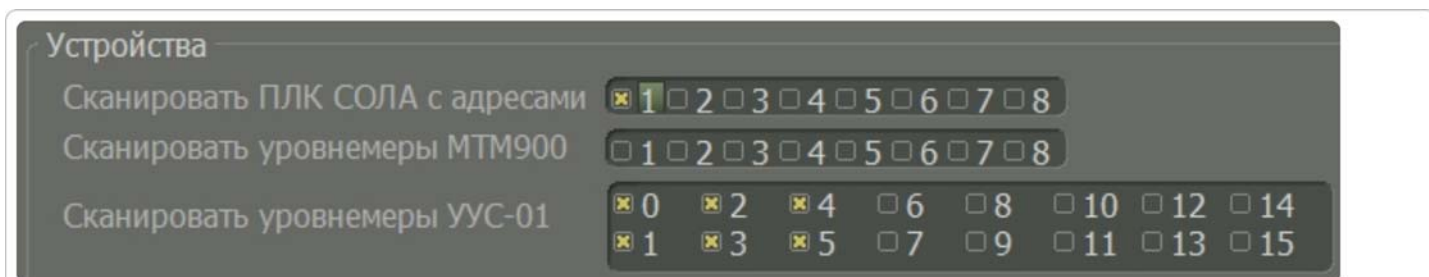 Устройства
Сканировать ПЛК СОЛА с адресами 1 2 3 4 5 6 7 8
Сканировать уровнемеры МТМ900 1 2 3 4 5 6 7 8
Сканировать уровнемеры УУС-01
0 2 4 6 8 10 12 14
1 3 5 7 9 11 13 15